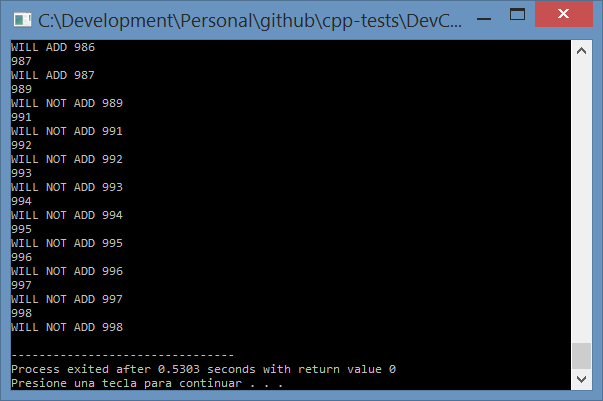 C:\Development\Personal\github\cpp-tests\DevC...
WILL ADD 986
987
WILL ADD 987
989
WILL NOT ADD 989
991
WILL NOT ADD 991
992
WILL NOT ADD 992
993
WILL NOT ADD 993
994
WILL NOT ADD 994
995
WILL NOT ADD 995
996
WILL NOT ADD 996
997
WILL NOT ADD 997
998
WILL NOT ADD 998
--------------------------------
Process exited after 0.5303 seconds with return value 0
Presione una tecla para continuar . . .